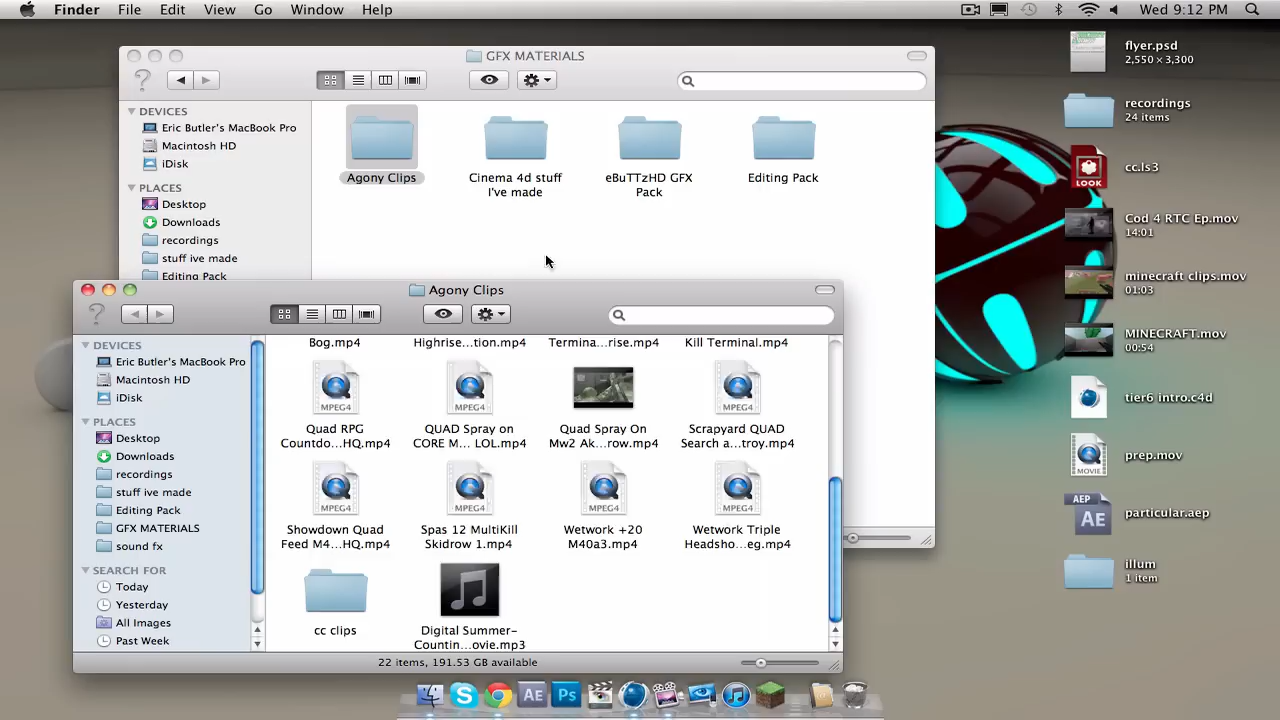 Finder File Edit View Go Window Help
Wed 9:12 PM
GFX MATERIALS
DEVICES
Eric Butler's MacBook Pro
Macintosh HD
iDisk
PLACES
Desktop
Downloads
recordings
stuff ive made
Editing Pack
Agony Clips
Cinema 4d stuff
I've made
eBuTTzHD GFX
Pack
Editing Pack
Agony Clips
DEVICES
Eric Butler's MacBook Pro
Macintosh HD
iDisk
PLACES
Desktop
Downloads
recordings
stuff ive made
Editing Pack
GFX MATERIALS
sound fx
SEARCH FOR
Today
Yesterday
All Images
Past Week
Bog.mp4
Highrise...tion.mp4
Termina...rise.mp4
Kill Terminal.mp4
MPEG4
Quad RPG
Countdo...HQ.mp4
MPEG4
QUAD Spray on
CORE M... LOL.mp4
Quad Spray On
Mw2 Ak...row.mp4
MPEG4
Scrapyard QUAD
Search a...troy.mp4
MPEG4
Showdown Quad
Feed M4...HQ.mp4
MPEG4
Spas 12 MultiKill
Skidrow 1.mp4
MPEG4
Wetwork +20
M40a3.mp4
MPEG4
Wetwork Triple
Headsho...eg.mp4
cc clips
Digital Summer-
Countin...ovie.mp3
22 items, 191.53 GB available
flyer.psd
2,550 × 3,300
recordings
24 items
LOOK
cc.ls3
Cod 4 RTC Ep.mov
14:01
minecraft clips.mov
01:03
MINECRAFT.mov
00:54
tier6 intro.c4d
MOVIE
prep.mov
AEP
AE
particular.aep
illum
1 item
AE
Ps